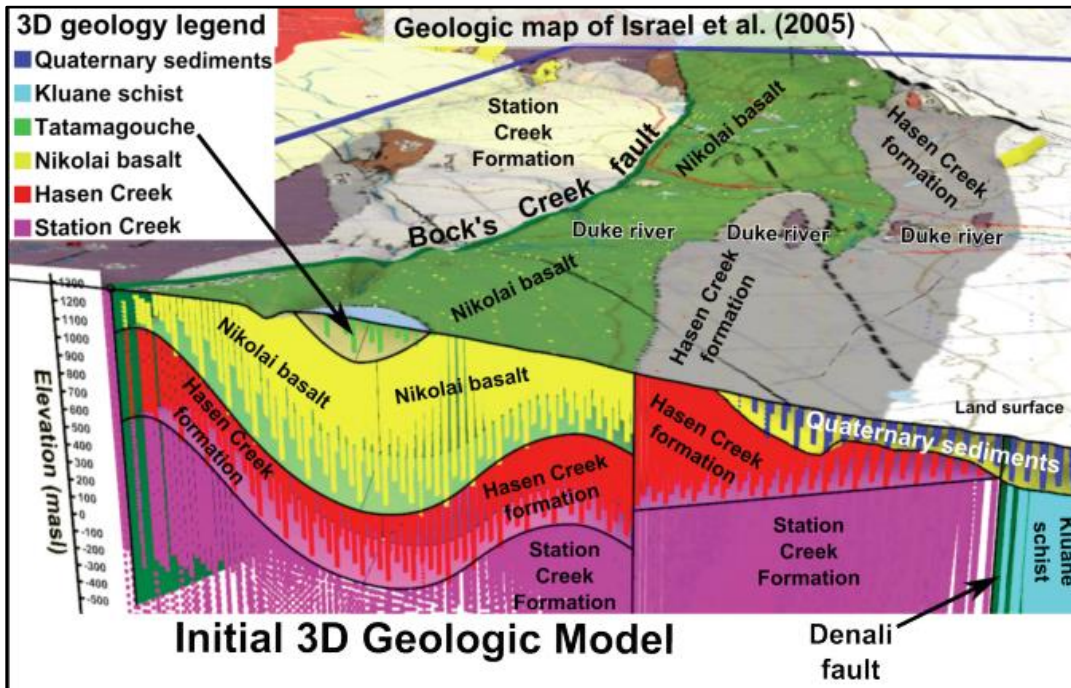 3D geology legend
Quaternary sediments
Kluane schist
Tatamagouche
Nikolai basalt
Hasen Creek
Station Creek
Geologic map of Israel et al. (2005)
Station
Creek
Formation
Bock's Creek fault
Nikolai basalt
Hasen Creek
formation
Duke river
Duke river
Duke river
Nikolai basalt
Hasen Creek
formation
Elevation (masl)
1300
1200
1100
1000
900
800
700
600
500
400
300
200
100
0
-100
-200
-300
-400
-500
Nikolai basalt
Nikolai basalt
Hasen Creek
formation
Hasen Creek
formation
Station
Creek
Formation
Hasen Creek
formation
Land surface
Quaternary sediments
Station
Creek
Formation
Kluane
schist
Initial 3D Geologic Model
Denali
fault